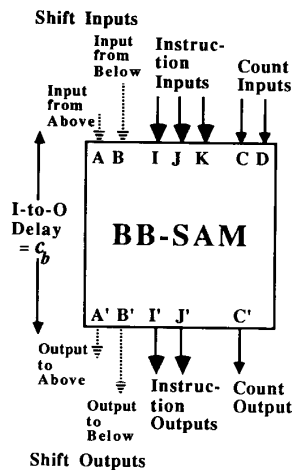 Shift Inputs
Input
from
Below
Instruc-
tion
Inputs
Count
Inputs
Input
from
Above
A B I J K C D
I-to-O
Delay
= c_b
BB-SAM
A' B' I' J' C'
Output
to
Above
Instruc-
tion
Outputs
Count
Output
Output
to
Below
Shift Outputs